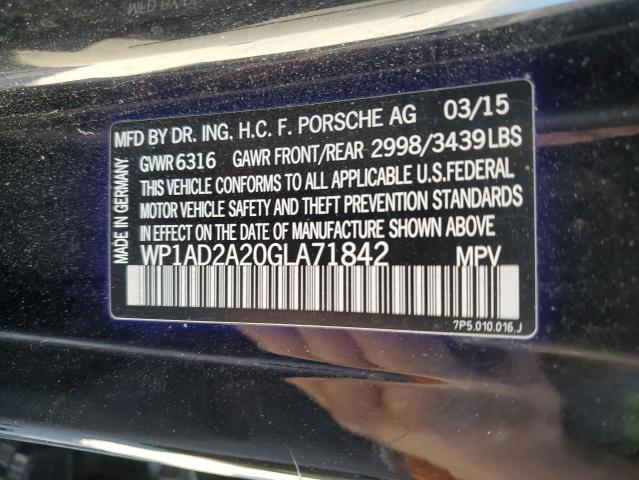 MFD BY DR. ING. H.C. F. PORSCHE AG 03/15
GVWR 6316 GAWR FRONT/REAR 2998/3439 LBS
THIS VEHICLE CONFORMS TO ALL APPLICABLE U.S.FEDERAL
MOTOR VEHICLE SAFETY AND THEFT PREVENTION STANDARDS
IN EFFECT ON THE DATE OF MANUFACTURE SHOWN ABOVE
WP1AD2A20GLA71842 MPV
7P5.010.016.J
MADE IN GERMANY